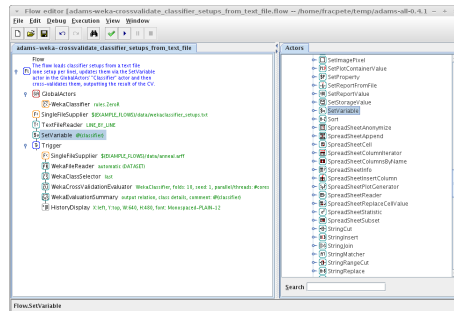 Flow editor [adams-weka-crossvalidate_classifier_setups_from_text_file.flow -- /home/fracpete/temp/adams-all-0.4.1]
File Edit Debug Execution View Window
adams-weka-crossvalidate_classifier_setups_from_text_file
Flow
The flow loads classifier setups from a text file
(one setup per line), updates them via the SetVariable
actor in the GlobalActors' "Classifier" actor and then
cross-validates them, outputting the result of the CV.
GlobalActors
WekaClassifier rules.ZeroR
SingleFileSupplier ${EXAMPLE_FLOWS}/data/wekaclassifier_setups.txt
TextFileReader LINE_BY_LINE
SetVariable @{classifier}
Trigger
SingleFileSupplier ${EXAMPLE_FLOWS}/data/anneal.arff
WekaFileReader automatic (DATASET)
WekaClassSelector last
WekaCrossValidationEvaluator WekaClassifier, folds: 10, seed: 1, parallel/threads: #cores
WekaEvaluationSummary output relation, class details, comment: @{classifier}
HistoryDisplay X:left, Y:top, W:640, H:480, font: Monospaced-PLAIN-12
Actors
SetImagePixel
SetPlotContainerValue
SetProperty
SetReportFromFile
SetReportValue
SetStorageValue
SetVariable
Sort
SpreadSheetAnonymize
SpreadSheetAppend
SpreadSheetCell
SpreadSheetColumnIterator
SpreadSheetColumnsByName
SpreadSheetInfo
SpreadSheetInsertColumn
SpreadSheetPlotGenerator
SpreadSheetReader
SpreadSheetReplaceCellValue
SpreadSheetStatistic
SpreadSheetSubset
StringCut
StringInsert
StringJoin
StringMatcher
StringRangeCut
StringReplace
Search
Flow.SetVariable